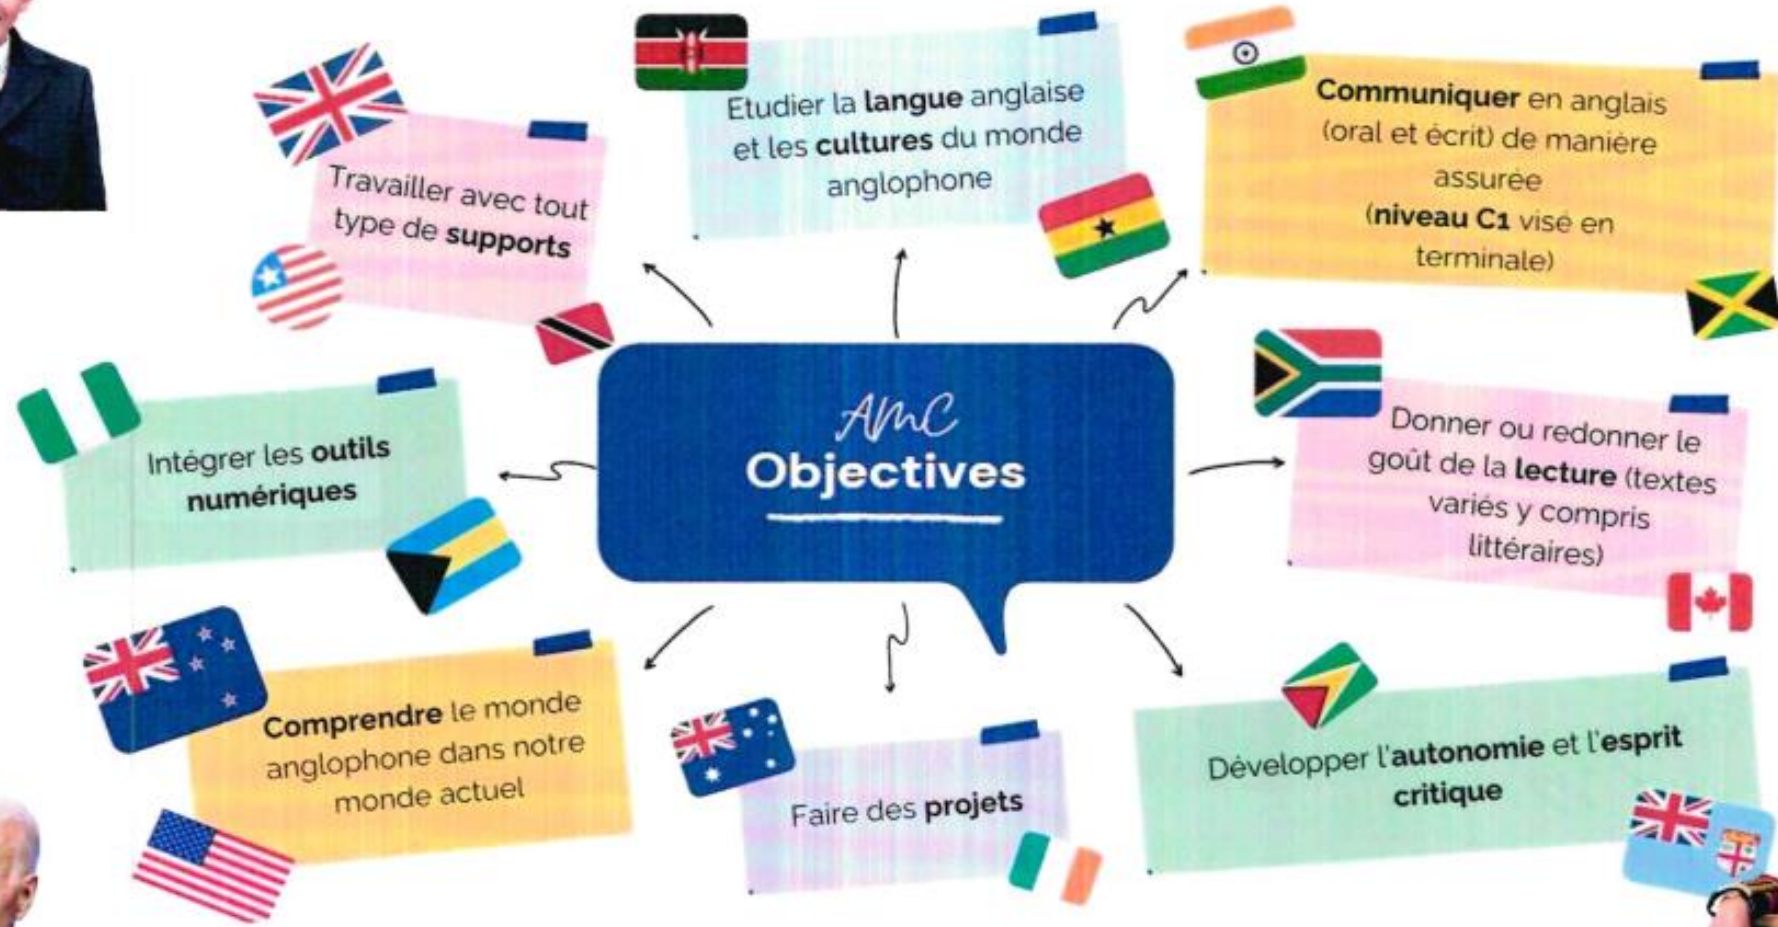 Travailler avec tout
type de supports
Etudier la langue anglaise
et les cultures du monde
anglophone
Communiquer en anglais
(oral et écrit) de manière
assurée
(niveau C1 visé en
terminale)
Intégrer les outils
numériques
AMC
Objectives
Donner ou redonner le
goût de la lecture (textes
variés y compris
littéraires)
Comprendre le monde
anglophone dans notre
monde actuel
Faire des projets
Développer l'autonomie et l'esprit
critique